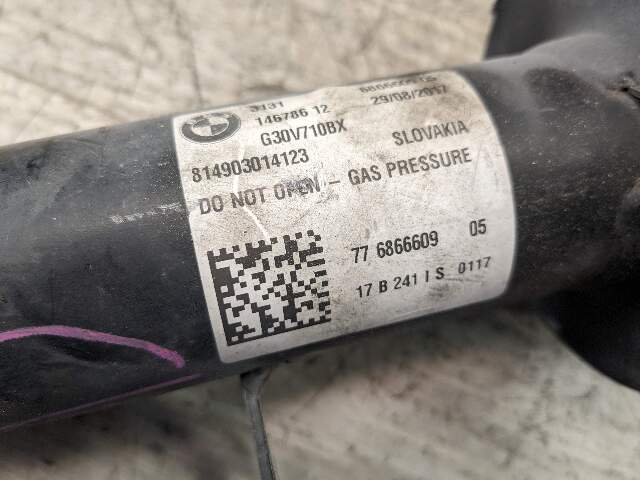 3131
146786 12
29/08/2017
G30V710BX
SLOVAKIA
814903014123
DO NOT OPEN - GAS PRESSURE
77 6866609 05
17 B 241 I S 0117